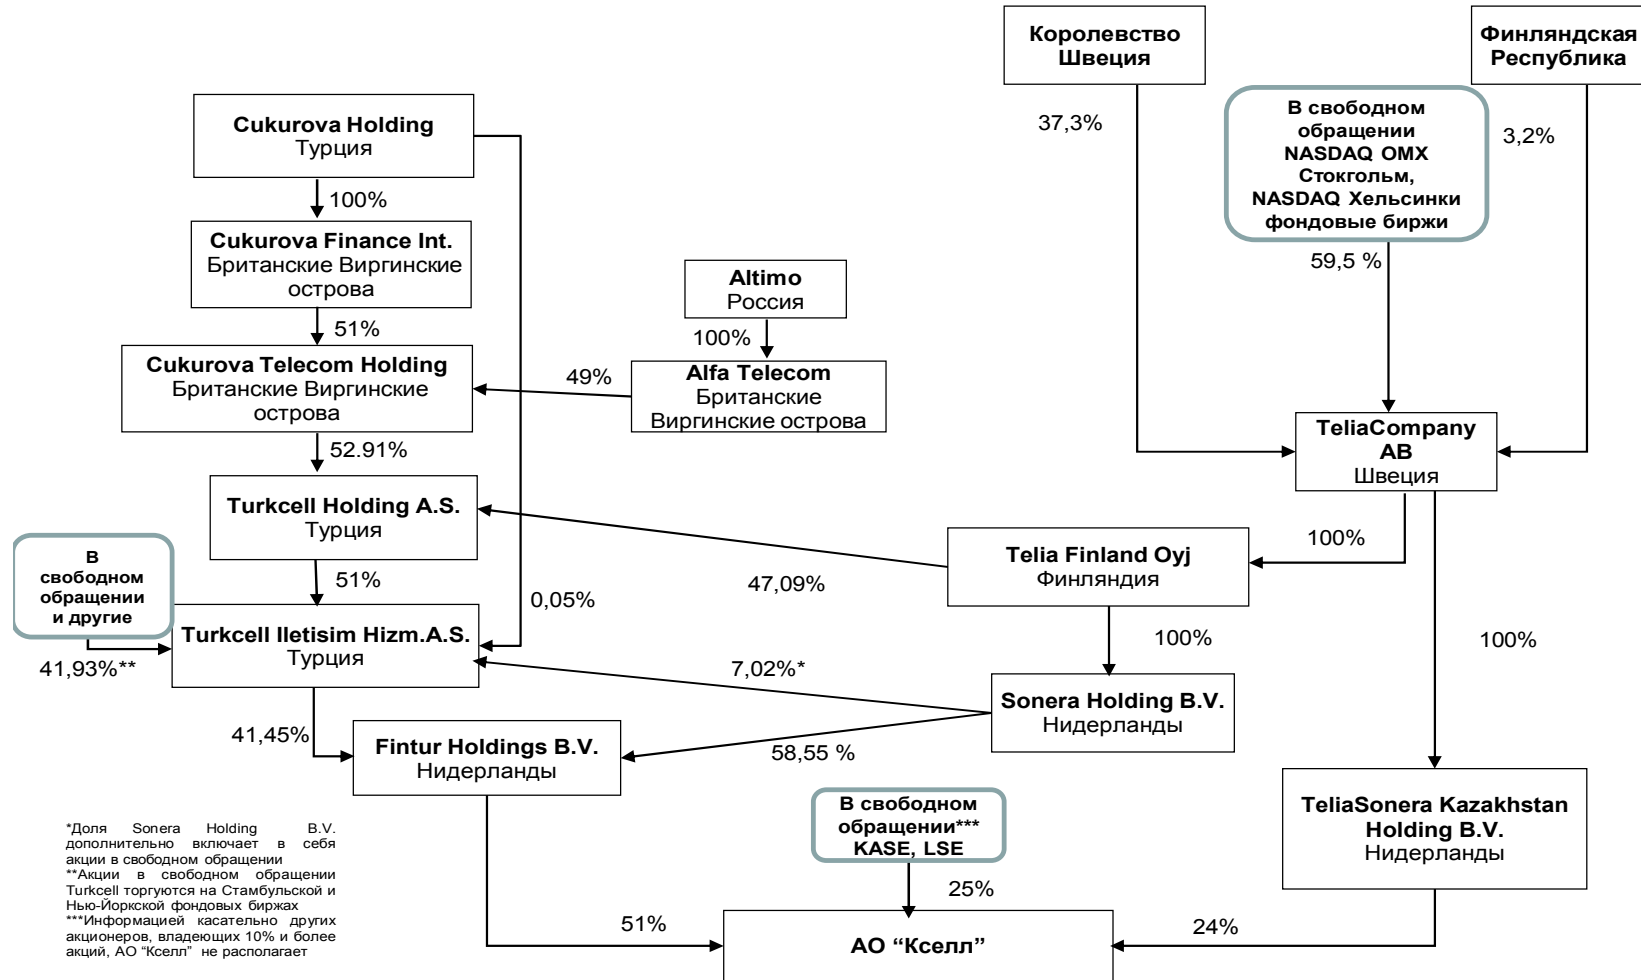 Королевство
Швеция
Финляндская
Республика
37,3%
В свободном
обращении
NASDAQ OMX
Стокгольм,
NASDAQ Хельсинки
фондовые биржи
3,2%
59,5 %
Cukurova Holding
Турция
100%
Cukurova Finance Int.
Британские Виргинские
острова
51%
Altimo
Россия
100%
Cukurova Telecom Holding
Британские Виргинские
острова
49%
Alfa Telecom
Британские
Виргинские острова
52.91%
TeliaCompany
AB
Швеция
Turkcell Holding A.S.
Турция
100%
Telia Finland Oyj
Финляндия
47,09%
В
свободном
обращении
и другие
51%
0,05%
41,93%**
Turkcell Iletisim Hizm.A.S.
Турция
100%
100%
7,02%*
Sonera Holding B.V.
Нидерланды
41,45%
Fintur Holdings B.V.
Нидерланды
58,55 %
В свободном
обращении***
KASE, LSE
TeliaSonera Kazakhstan
Holding B.V.
Нидерланды
*Доля Sonera Holding B.V.
дополнительно включает в себя
акции в свободном обращении
**Акции в свободном обращении
Turkcell торгуются на Стамбульской и
Нью-Йоркской фондовых биржах
***Информацией касательно других
акционеров, владеющих 10% и более
акций, АО “Кселл” не располагает
25%
51%
24%
АО “Кселл”